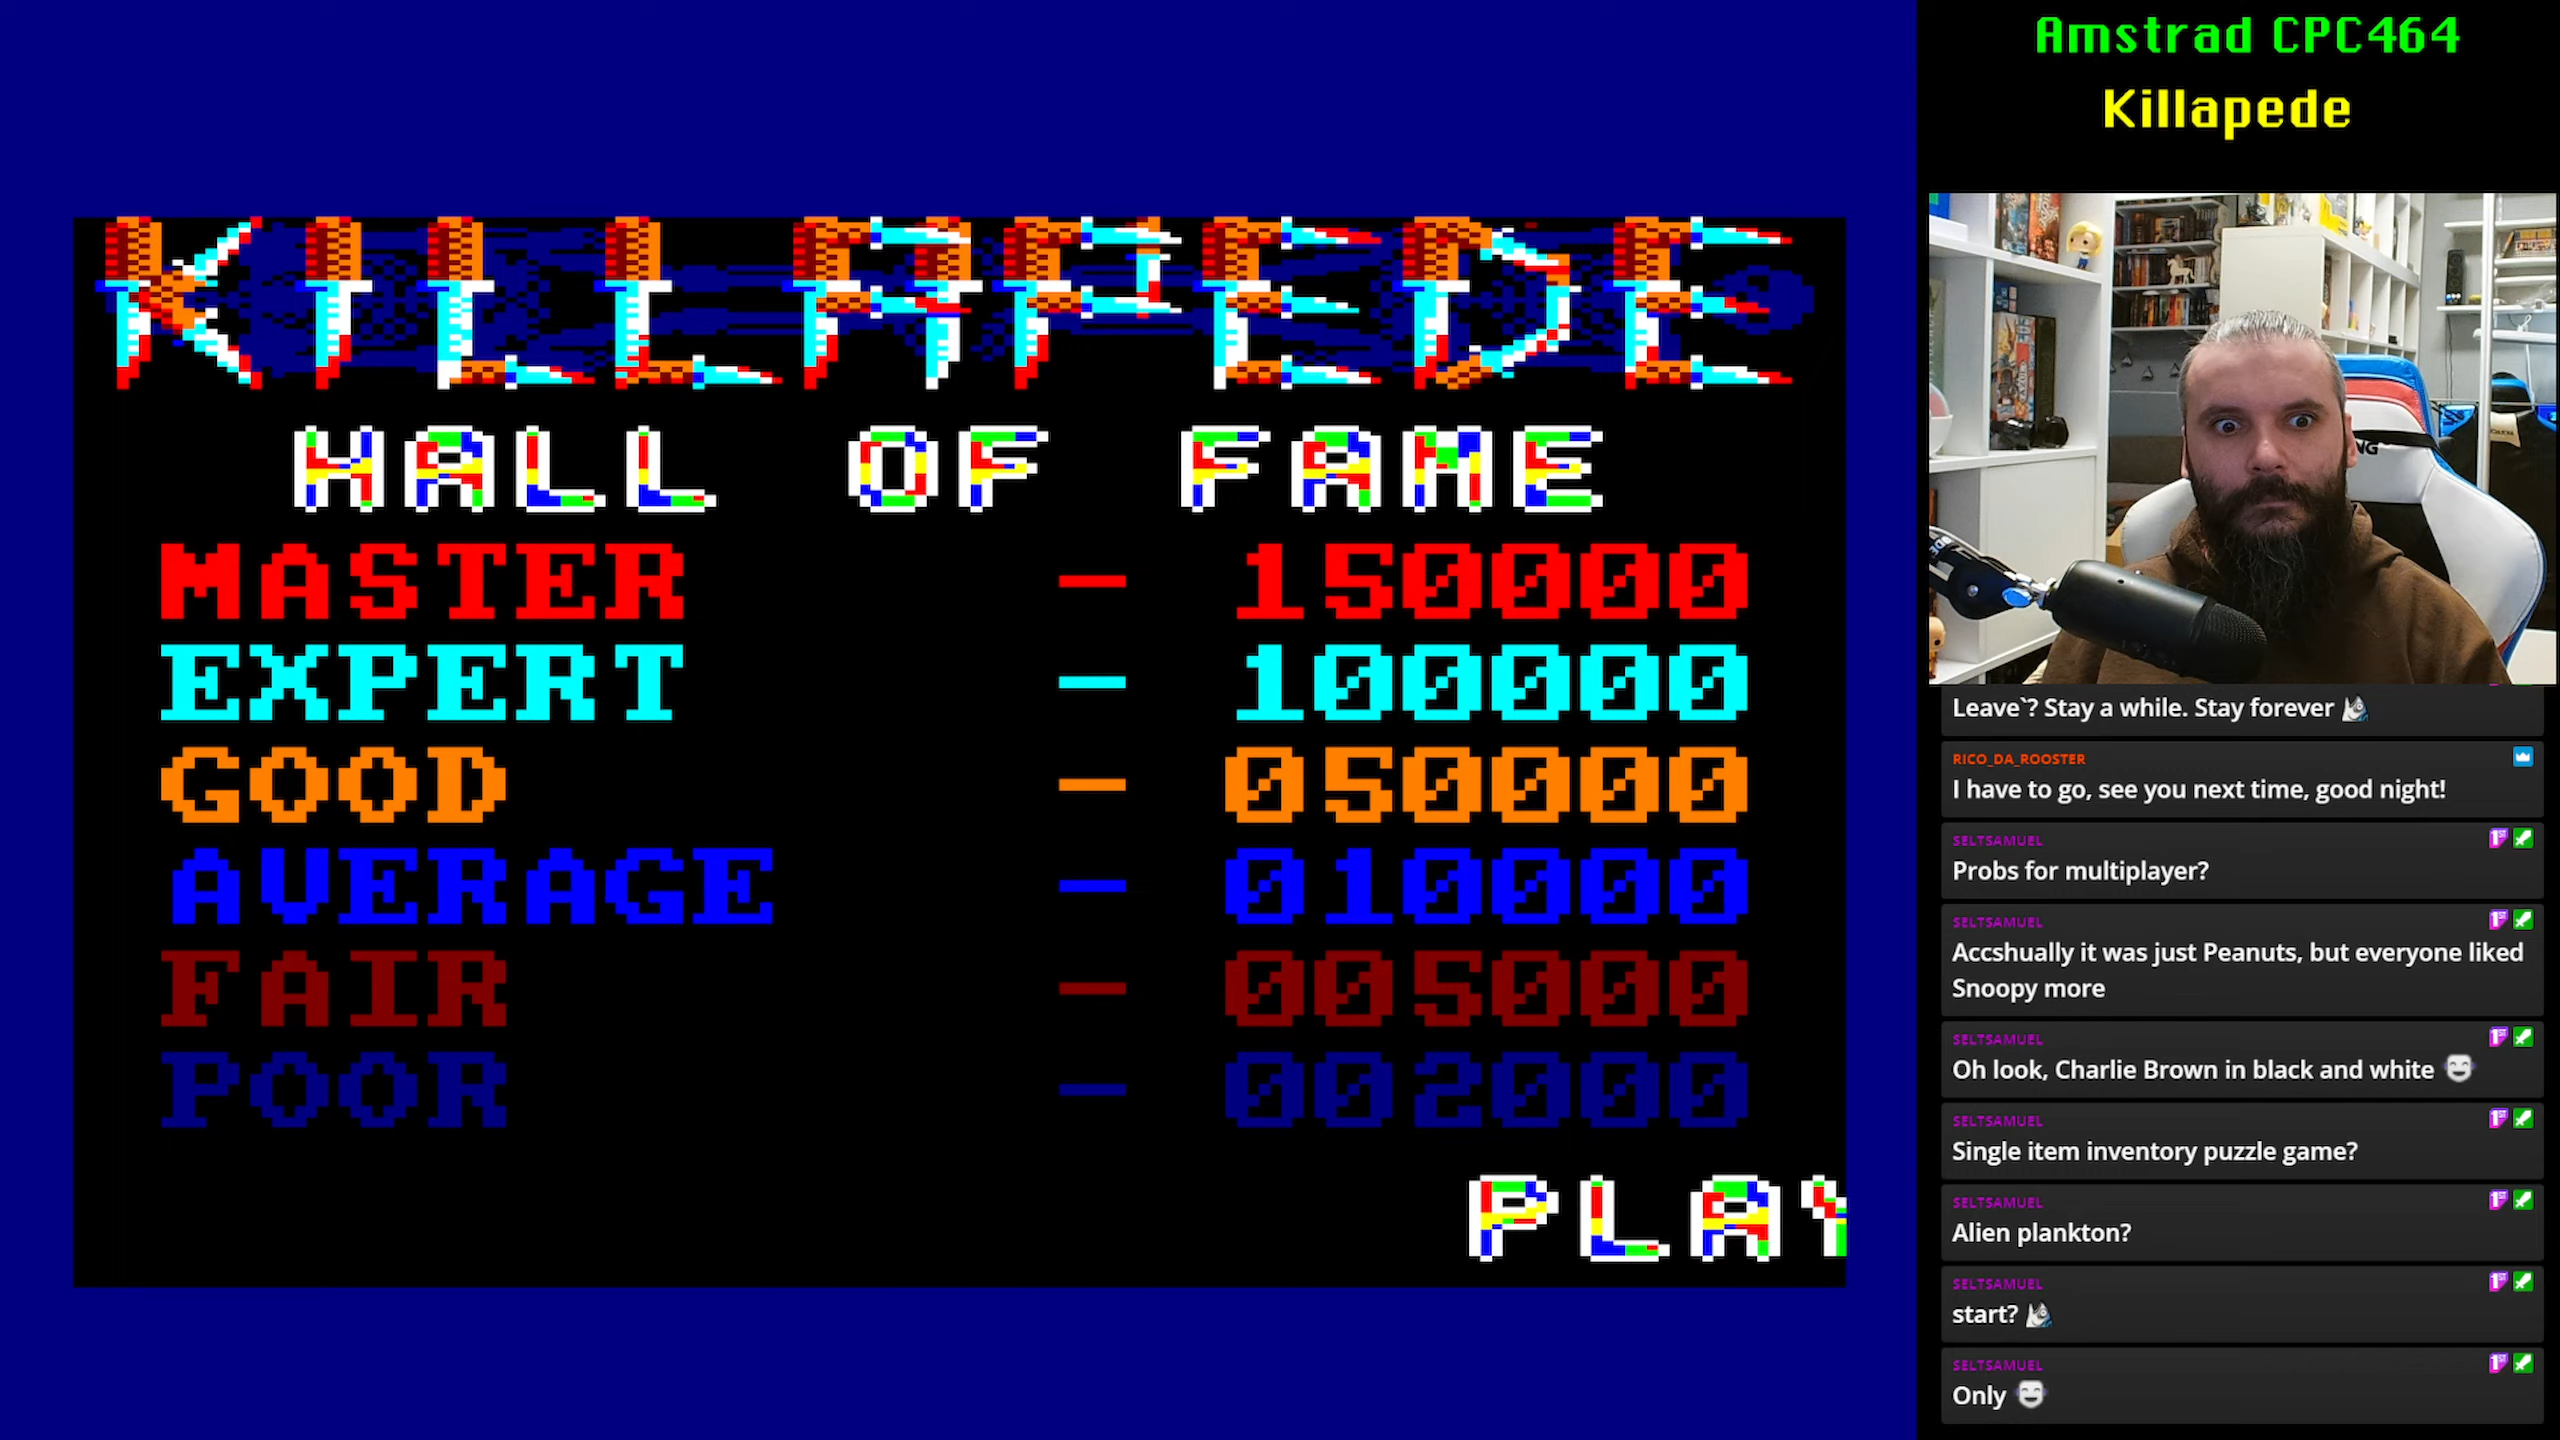 KILLAPEDE
HALL OF FAME
MASTER - 150000
EXPERT - 100000
GOOD - 050000
AVERAGE - 010000
FAIR - 005000
POOR - 002000
PLAY
Amstrad CPC464
Killapede
NG
Leave`? Stay a while. Stay forever
RICO_DA_ROOSTER
I have to go, see you next time, good night!
SELTSAMUEL
Probs for multiplayer?
SELTSAMUEL
Accshually it was just Peanuts, but everyone liked
Snoopy more
SELTSAMUEL
Oh look, Charlie Brown in black and white
SELTSAMUEL
Single item inventory puzzle game?
SELTSAMUEL
Alien plankton?
SELTSAMUEL
start?
SELTSAMUEL
Only